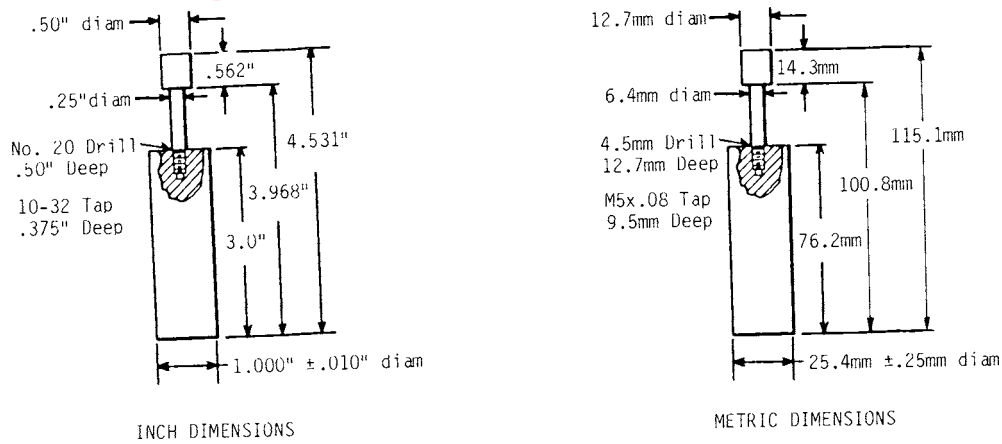 .50" diam
.562"
.25"diam
4.531"
No. 20 Drill
.50" Deep
3.968"
10-32 Tap
.375" Deep
3.0"
1.000" ±.010" diam
INCH DIMENSIONS
12.7mm diam
14.3mm
6.4mm diam
115.1mm
4.5mm Drill
12.7mm Deep
100.8mm
M5x.08 Tap
9.5mm Deep
76.2mm
25.4mm ±.25mm diam
METRIC DIMENSIONS